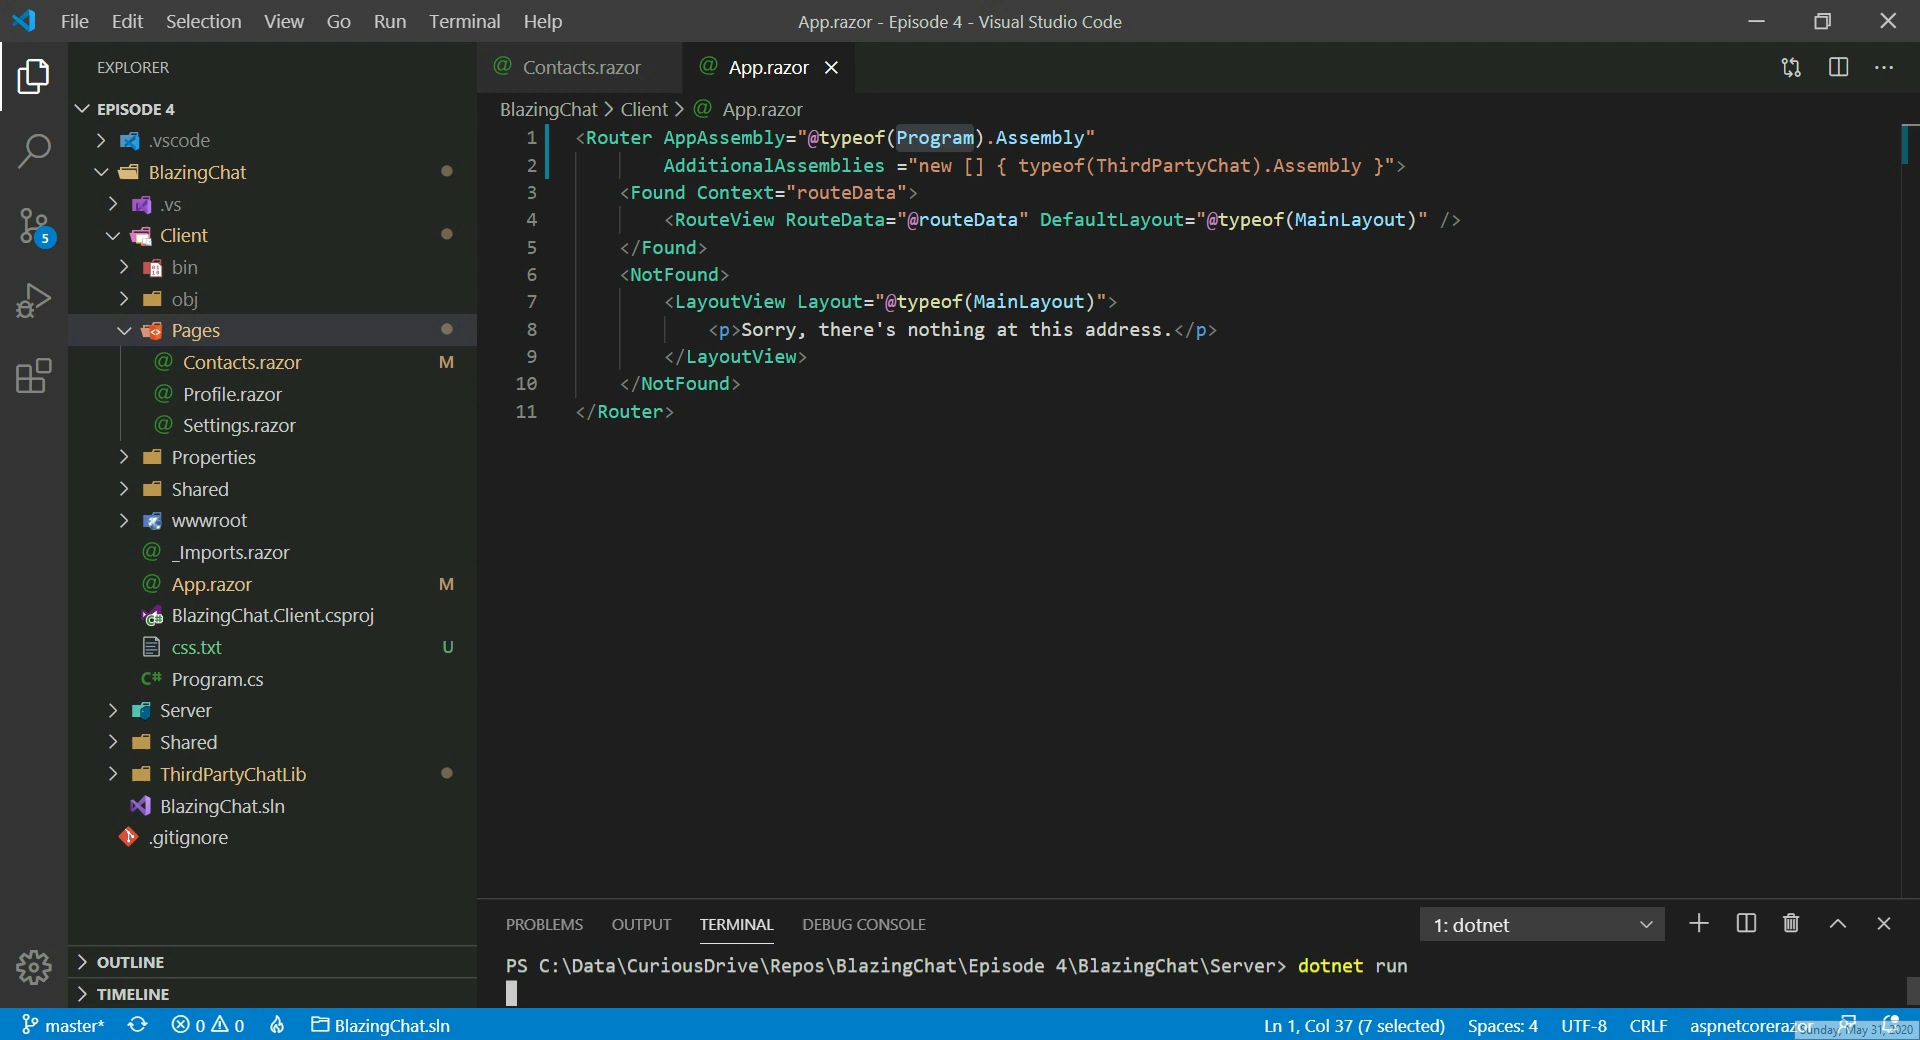 File Edit Selection View Go Run Terminal Help
App.razor - Episode 4 - Visual Studio Code
EXPLORER
EPISODE 4
.vscode
BlazingChat
.vs
Client
bin
obj
Pages
Contacts.razor M
Profile.razor
Settings.razor
Properties
Shared
wwwroot
_Imports.razor
App.razor M
BlazingChat.Client.csproj
css.txt U
Program.cs
Server
Shared
ThirdPartyChatLib
BlazingChat.sln
.gitignore
OUTLINE
TIMELINE
5
Contacts.razor App.razor
BlazingChat > Client > App.razor
1 <Router AppAssembly="@typeof(Program).Assembly"
2 AdditionalAssemblies ="new [] { typeof(ThirdPartyChat).Assembly }">
3 <Found Context="routeData">
4 <RouteView RouteData="@routeData" DefaultLayout="@typeof(MainLayout)" />
5 </Found>
6 <NotFound>
7 <LayoutView Layout="@typeof(MainLayout)">
8 <p>Sorry, there's nothing at this address.</p>
9 </LayoutView>
10 </NotFound>
11 </Router>
PROBLEMS OUTPUT TERMINAL DEBUG CONSOLE
1: dotnet
PS C:\Data\CuriousDrive\Repos\BlazingChat\Episode 4\BlazingChat\Server> dotnet run
master* 0 0 BlazingChat.sln
Ln 1, Col 37 (7 selected) Spaces: 4 UTF-8 CRLF aspnetcorerazor
Sunday, May 31, 2020